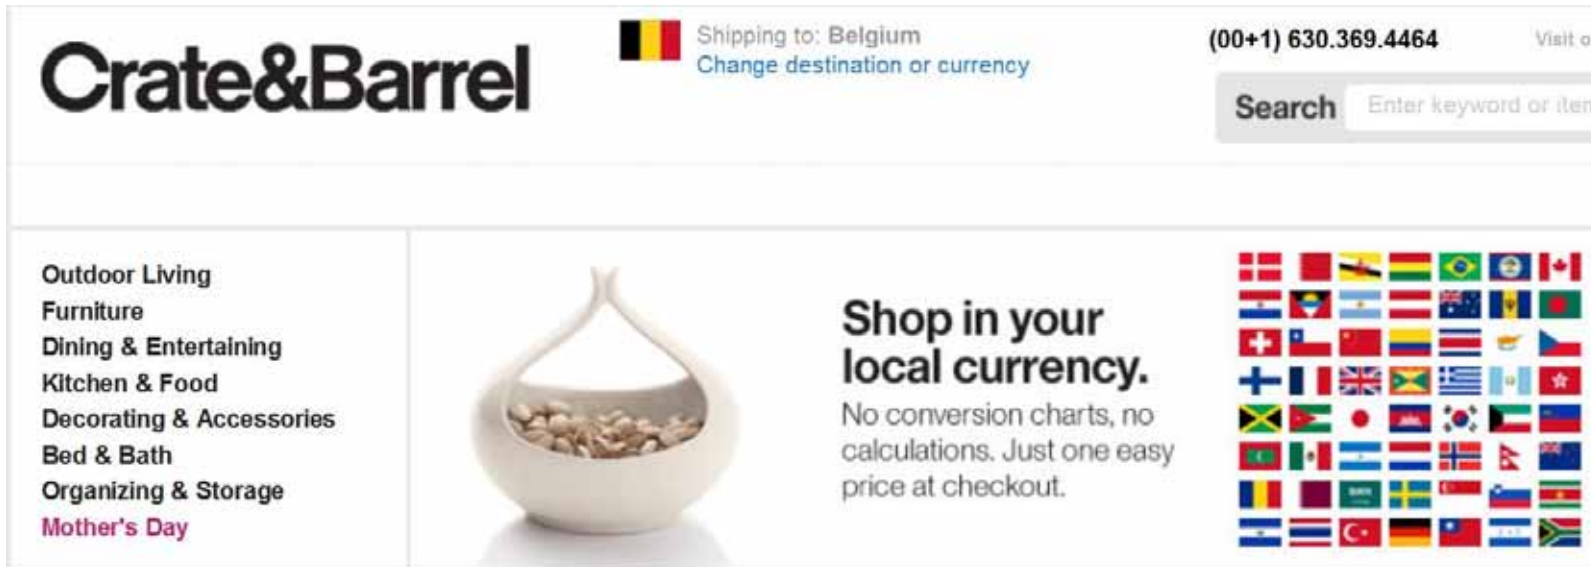 Crate&Barrel
Shipping to: Belgium
Change destination or currency
(00+1) 630.369.4464
Visit
Search
Enter keyword or
Outdoor Living
Furniture
Dining & Entertaining
Kitchen & Food
Decorating & Accessories
Bed & Bath
Organizing & Storage
Mother's Day
Shop in your
local currency.
No conversion charts, no
calculations. Just one easy
price at checkout.